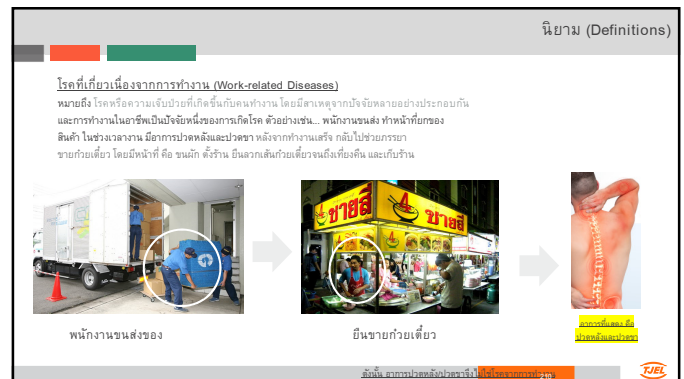 นิยาม (Definitions)
โรคที่เกี่ยวเนื่องจากการทำงาน (Work-related Diseases)
หมายถึง โรคหรือความเจ็บป่วยที่เกิดขึ้นกับคนทำงาน โดยมีสาเหตุจากปัจจัยหลายอย่างประกอบกัน
และการทำงานในอาชีพเป็นปัจจัยหนึ่งของการเกิดโรค ตัวอย่างเช่น... พนักงานขนส่ง ทำหน้าที่ยกของ
สินค้า ในช่วงเวลางาน มีอาการปวดหลังและปวดขา หลังจากทำงานเสร็จ กลับไปช่วยภรรยา
ขายก๋วยเตี๋ยว โดยมีหน้าที่ คือ ขนผัก ตั้งร้าน ยืนลวกเส้นก๋วยเตี๋ยวจนถึงเที่ยงคืน และเก็บร้าน
ชายสี่
ชายสี่
พนักงานขนส่งของ
ยืนขายก๋วยเตี๋ยว
อาการที่แสดง คือ
ปวดหลังและปวดขา
ดังนั้น อาการปวดหลัง/ปวดขาจึงไม่ใช่โรคจากการทำงาน
TJEL